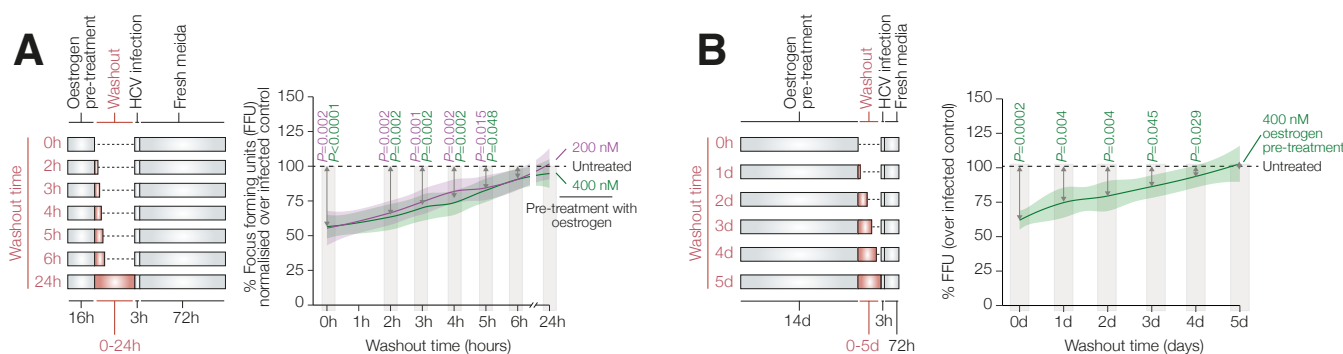 A
Oestrogen
pre-treatment
Washout
HCV infection
Fresh meida
Washout time
0h
2h
3h
4h
5h
6h
24h
16h
3h
72h
0-24h
% Focus forming units (FFU)
normalised over infected control
150
125
100
75
50
25
0
P=0.002
P<0.0001
P=0.002
P=0.002
P=0.001
P=0.002
P=0.002
P=0.002
P=0.015
P=0.048
200 nM
Untreated
400 nM
Pre-treatment with
oestrogen
0h 1h 2h 3h 4h 5h 6h 24h
Washout time (hours)
B
Oestrogen
pre-treatment
Washout
HCV infection
Fresh media
Washout time
0h
1d
2d
3d
4d
5d
14d
3h
0-5d
72h
% FFU (over infected control)
150
125
100
75
50
25
0
P=0.0002
P=0.004
P=0.004
P=0.045
P=0.029
400 nM
oestrogen
pre-treatment
Untreated
0d 1d 2d 3d 4d 5d
Washout time (days)